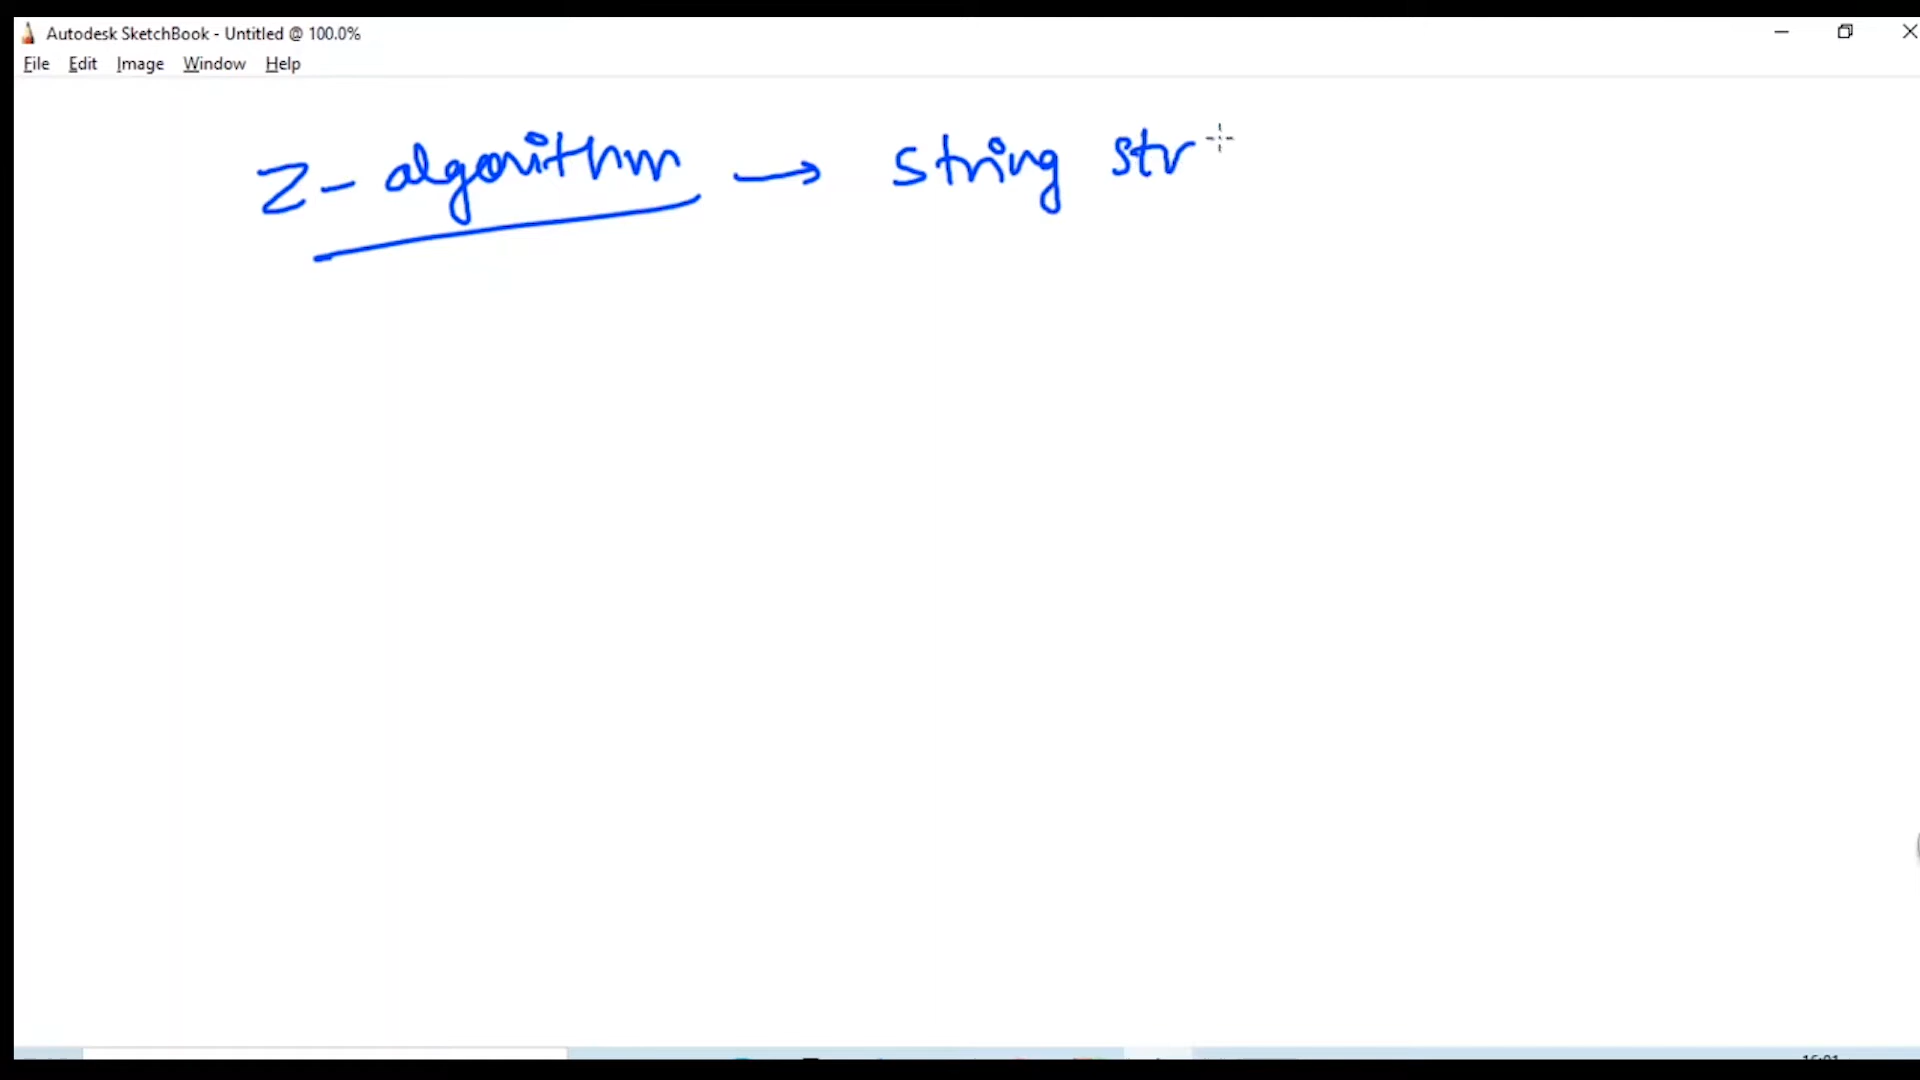 Autodesk SketchBook - Untitled @ 100.0%
File Edit Image Window Help
Z- algorithm → string str